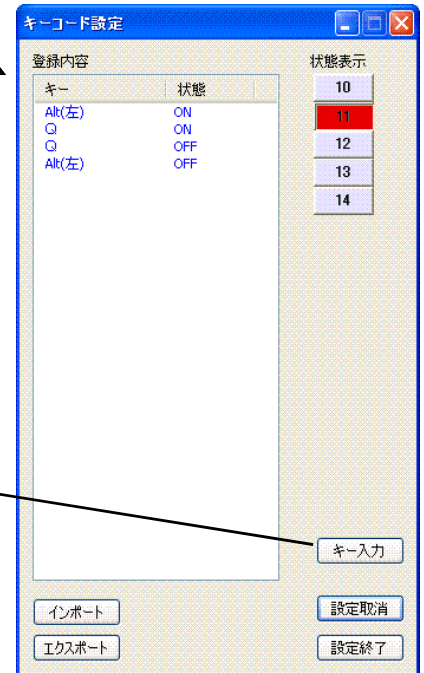 キーコード設定
登録内容
状態表示
キー 状態
Alt(左) ON
Q ON
Q OFF
Alt(左) OFF
10
11
12
13
14
キー入力
インポート
設定取消
エクスポート
設定終了